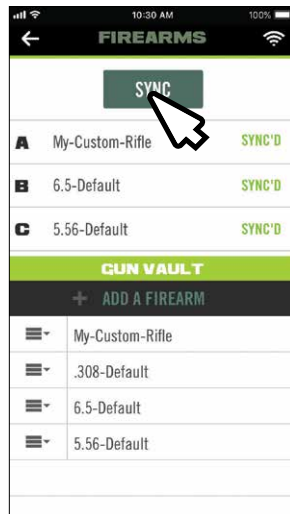 10:30 AM 100%
FIREARMS
SYNC
A My-Custom-Rifle SYNC'D
B 6.5-Default SYNC'D
C 5.56-Default SYNC'D
GUN VAULT
+ ADD A FIREARM
My-Custom-Rifle
.308-Default
6.5-Default
5.56-Default